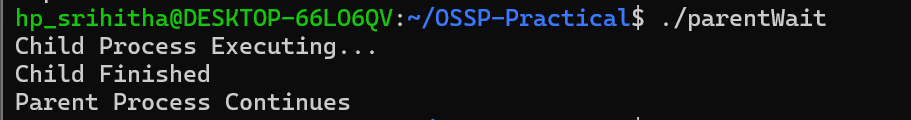 hp_srihitha@DESKTOP-66LO6QV:~/OSSP-Practical$ ./parentWait
Child Process Executing...
Child Finished
Parent Process Continues